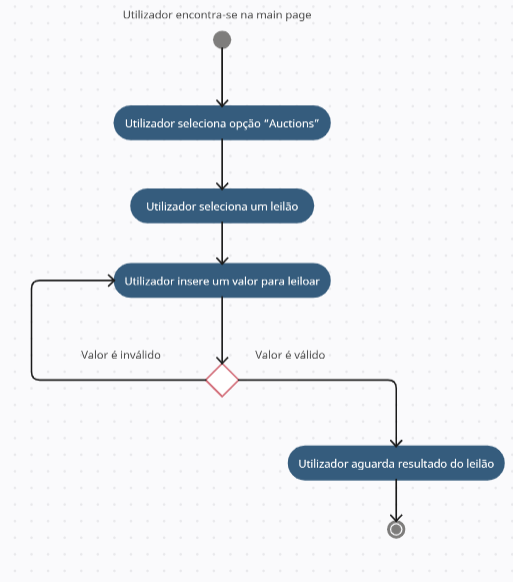 Utilizador encontra-se na main page
Utilizador seleciona opção “Auctions”
Utilizador seleciona um leilão
Utilizador insere um valor para leiloar
Valor é inválido
Valor é válido
Utilizador aguarda resultado do leilão